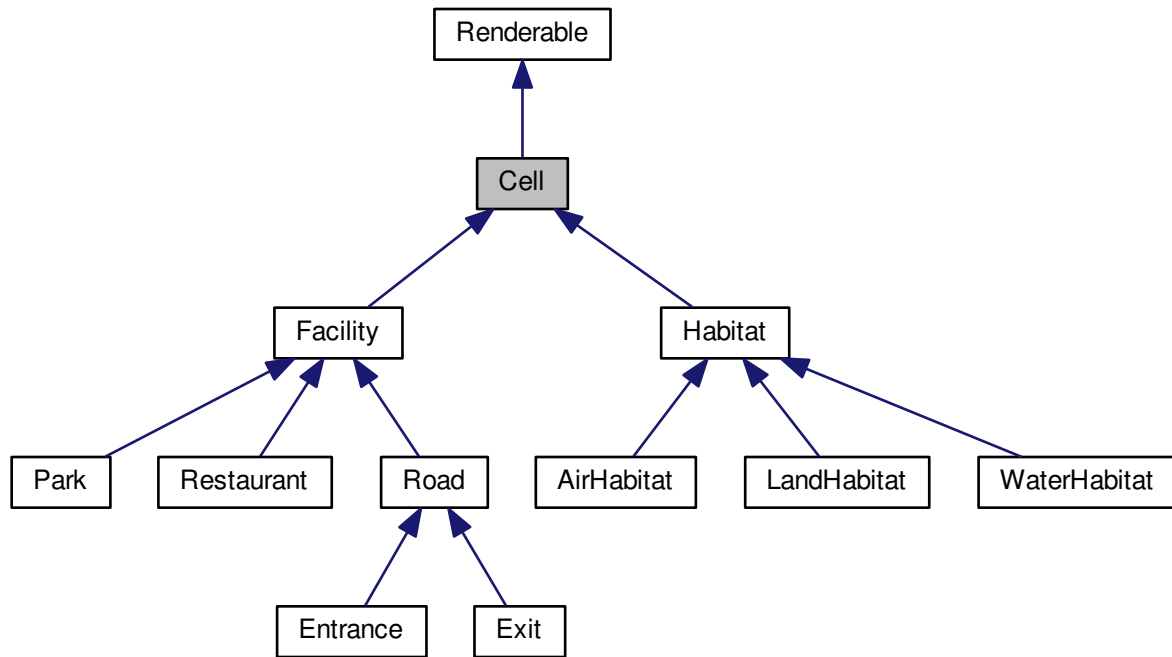 Renderable
Cell
Facility
Habitat
Park
Restaurant
Road
AirHabitat
LandHabitat
WaterHabitat
Entrance
Exit